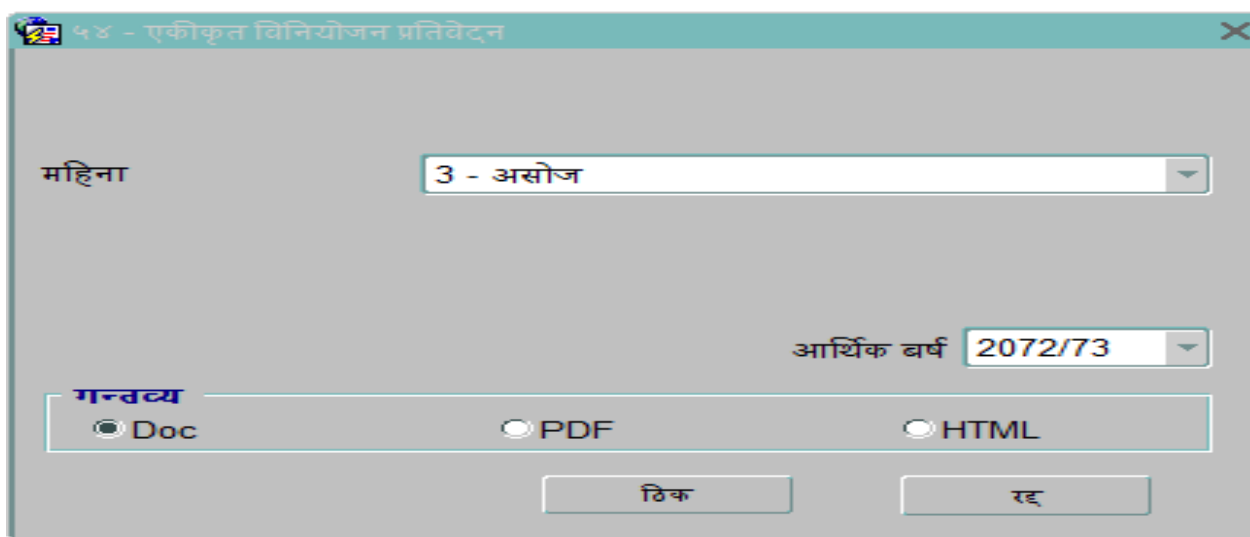 ५४ - एकीकृत विनियोजन प्रतिवेदन
महिना 3 - असोज
आर्थिक बर्ष 2072/73
गन्तव्य
Doc PDF HTML
ठिक रद्द